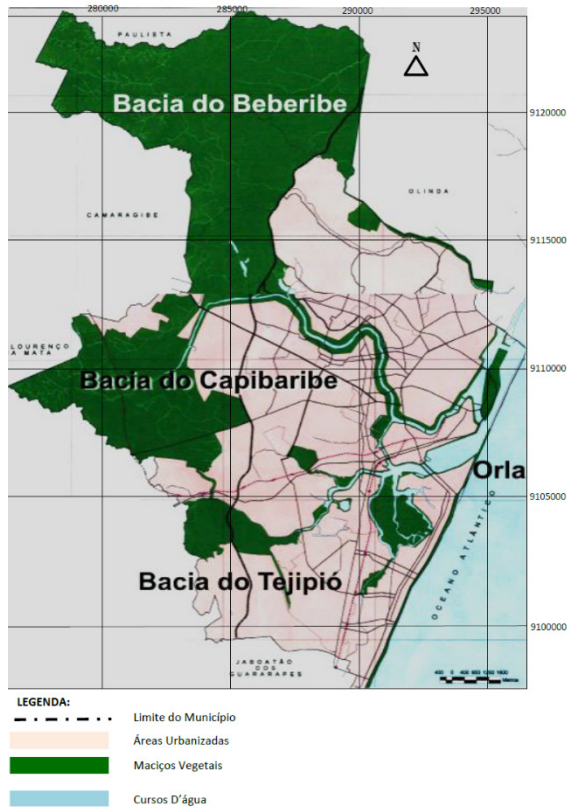 280000 285000 290000 295000
PAULISTA
N
Bacia do Beberibe
9120000
OLINDA
CAMARAGIBE
9115000
LOURENÇO
A MATA
9110000
Bacia do Capibaribe
Orla
9105000
OCEANO ATLÂNTICO
Bacia do Tejipió
9100000
JABOATÃO
DOS
GUARARAPES
Metros
LEGENDA:
Limite do Município
Áreas Urbanizadas
Maciços Vegetais
Cursos D'água